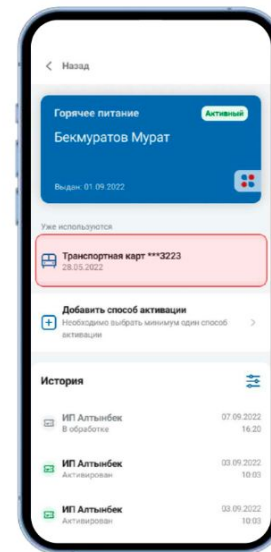 Назад
Горячее питание
Активный
Бекмуратов Мурат
Выдан: 01.09.2022
Уже используются
Транспортная карт ***3223
28.05.2022
Добавить способ активации
Необходимо выбрать минимум один способ
активации
История
ИП Алтынбек 07.09.2022
В обработке 16:20
ИП Алтынбек 03.09.2022
Активирован 10:03
ИП Алтынбек 03.09.2022
Активирован 10:03